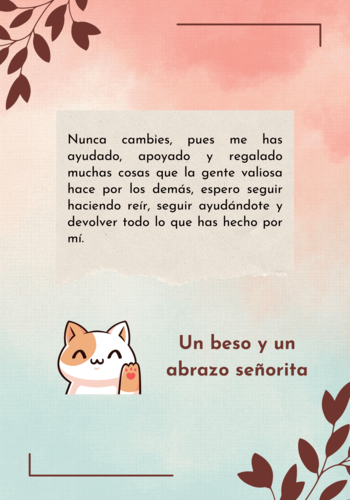 Nunca cambies, pues me has
ayudado, apoyado y regalado
muchas cosas que la gente valiosa
hace por los demás, espero seguir
haciendo reír, seguir ayudándote y
devolver todo lo que has hecho por
mí.
Un beso y un
abrazo señorita